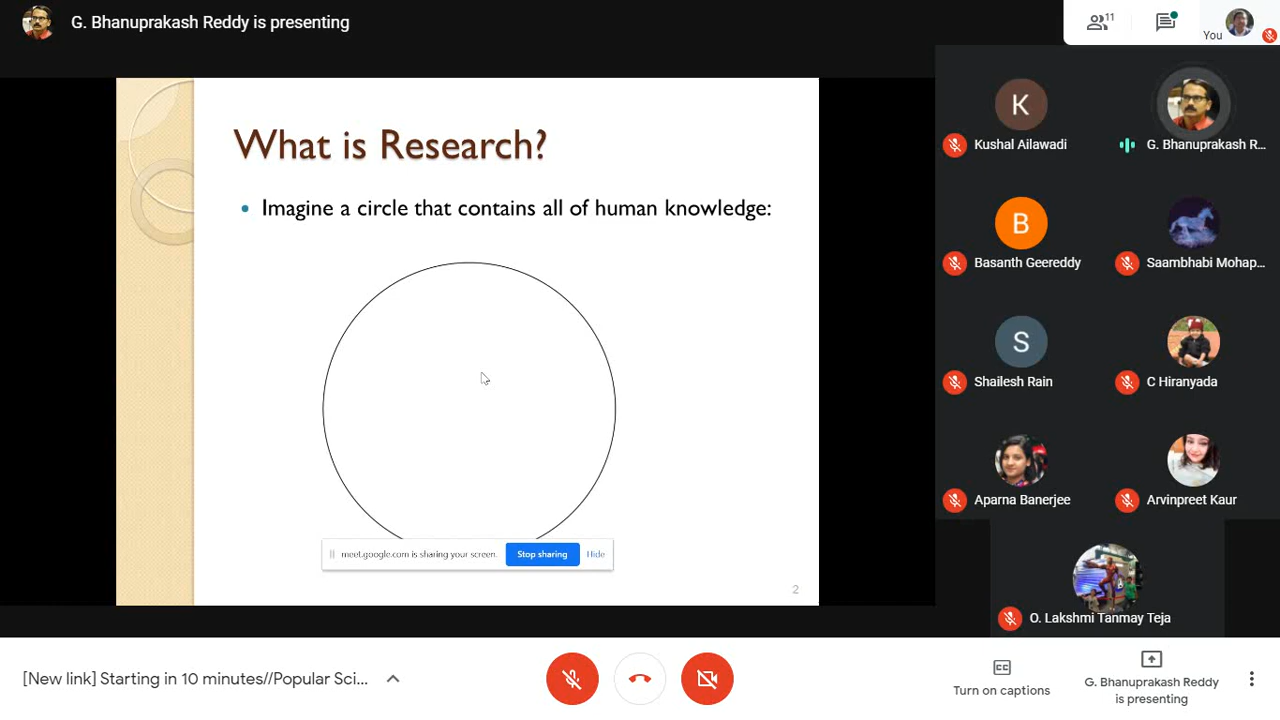 G. Bhanuprakash Reddy is presenting
11
You
What is Research?
• Imagine a circle that contains all of human knowledge:
meet.google.com is sharing your screen.
Stop sharing
Hide
2
K
Kushal Ailawadi
G. Bhanuprakash R...
B
Basanth Geereddy
Saambhabi Mohap...
S
Shailesh Rain
C Hiranyada
Aparna Banerjee
Arvinpreet Kaur
O. Lakshmi Tanmay Teja
[New link] Starting in 10 minutes//Popular Sci...
CC
Turn on captions
G. Bhanuprakash Reddy
is presenting